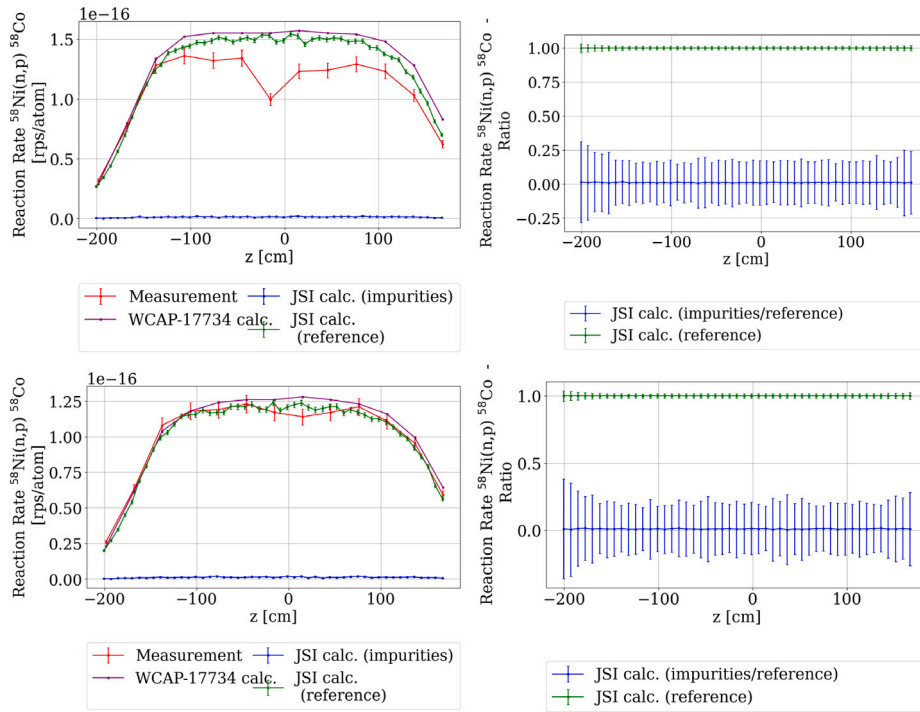 1e−16
Reaction Rate ⁵⁸Ni(n,p) ⁵⁸Co
[rps/atom]
1.5
1.0
0.5
0.0
−200 −100 0 100
z [cm]
Measurement
WCAP-17734 calc.
JSI calc. (impurities)
JSI calc.
(reference)
Reaction Rate ⁵⁸Ni(n,p) ⁵⁸Co -
Ratio
1.00
0.75
0.50
0.25
0.00
−0.25
−200 −100 0 100
z [cm]
JSI calc. (impurities/reference)
JSI calc. (reference)
1e−16
Reaction Rate ⁵⁸Ni(n,p) ⁵⁸Co
[rps/atom]
1.25
1.00
0.75
0.50
0.25
0.00
−200 −100 0 100
z [cm]
Measurement
WCAP-17734 calc.
JSI calc. (impurities)
JSI calc.
(reference)
Reaction Rate ⁵⁸Ni(n,p) ⁵⁸Co -
Ratio
1.0
0.5
0.0
−200 −100 0 100
z [cm]
JSI calc. (impurities/reference)
JSI calc. (reference)